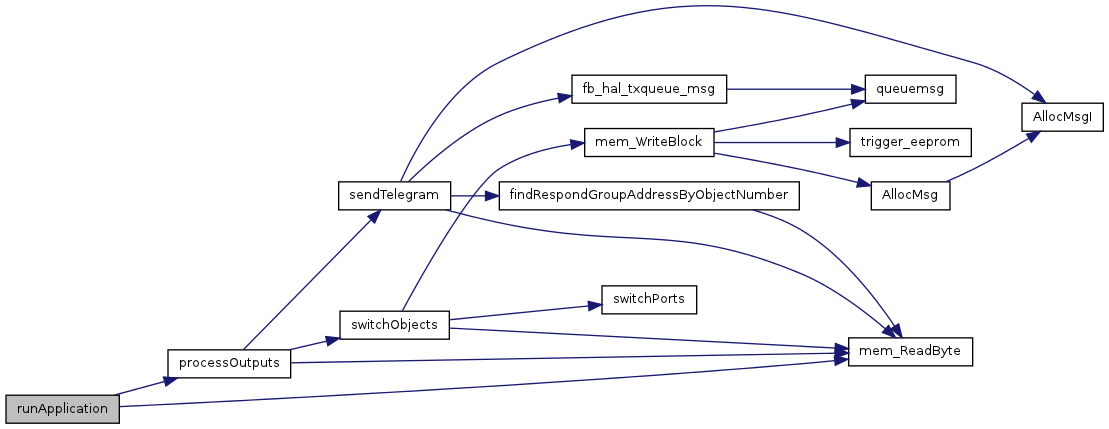 fb_hal_txqueue_msg
queuemsg
AllocMsgI
mem_WriteBlock
trigger_eeprom
sendTelegram
findRespondGroupAddressByObjectNumber
AllocMsg
switchPorts
switchObjects
mem_ReadByte
processOutputs
runApplication